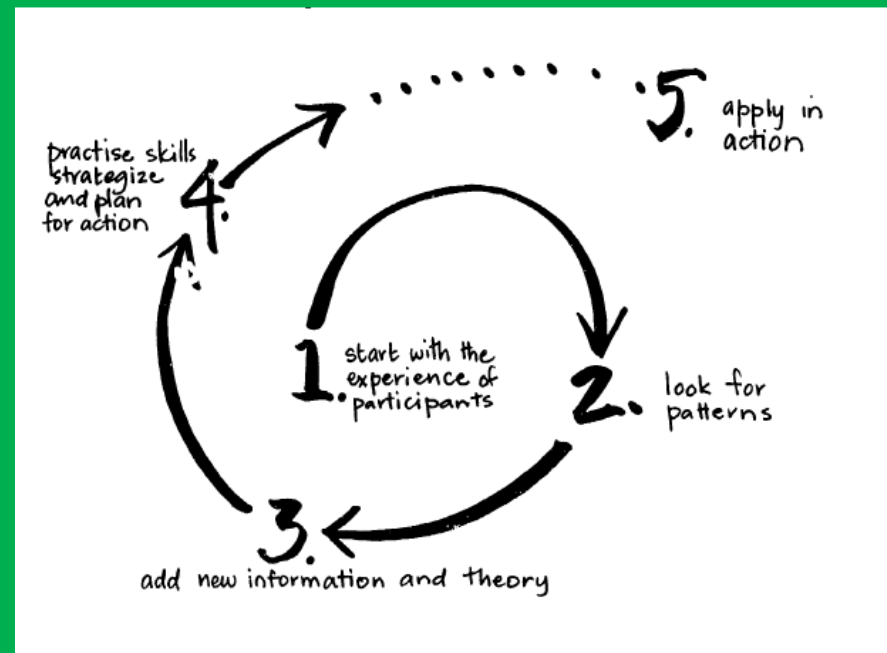 1. start with the
experience of
participants
2. look for
patterns
3.
add new information and theory
4. practise skills
strategize
and plan
for action
5. apply in
action